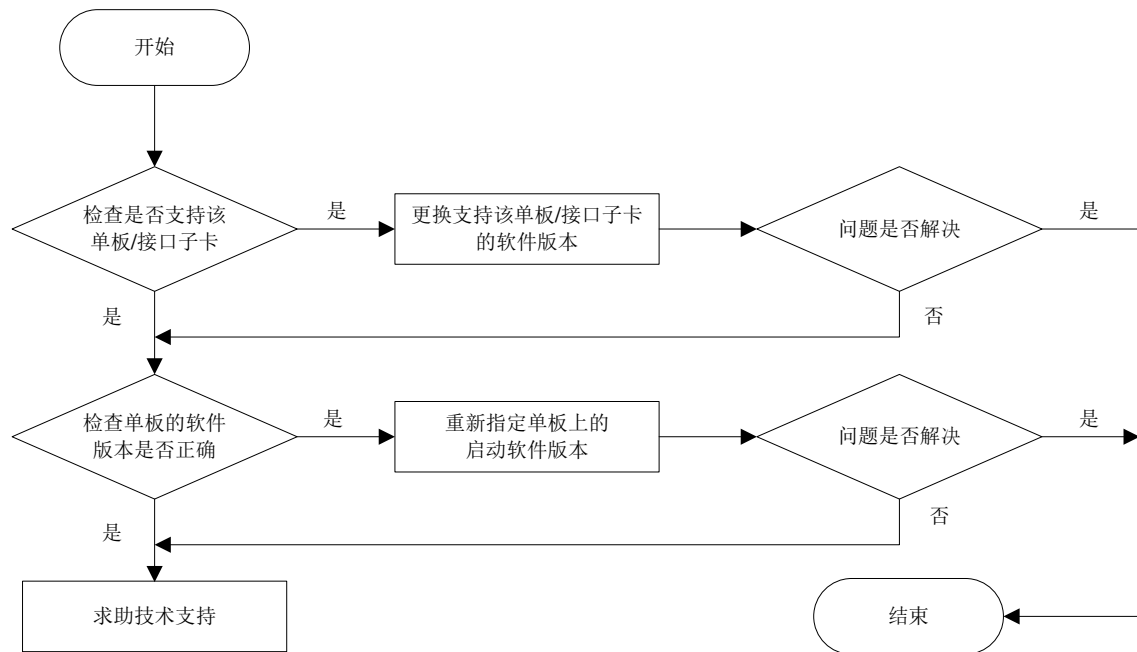 开始
检查是否支持该
单板/接口子卡
是
更换支持该单板/接口子卡
的软件版本
问题是否解决
是
是
否
检查单板的软件
版本是否正确
是
重新指定单板上的
启动软件版本
问题是否解决
是
是
否
求助技术支持
结束